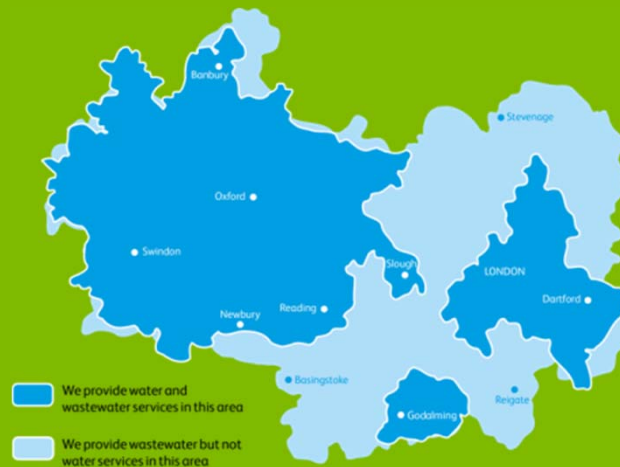 Banbury
Stevenage
Oxford
Swindon
Slough
LONDON
Dartford
Newbury
Reading
Basingstoke
Reigate
Godalming
We provide water and
wastewater services in this area
We provide wastewater but not
water services in this area